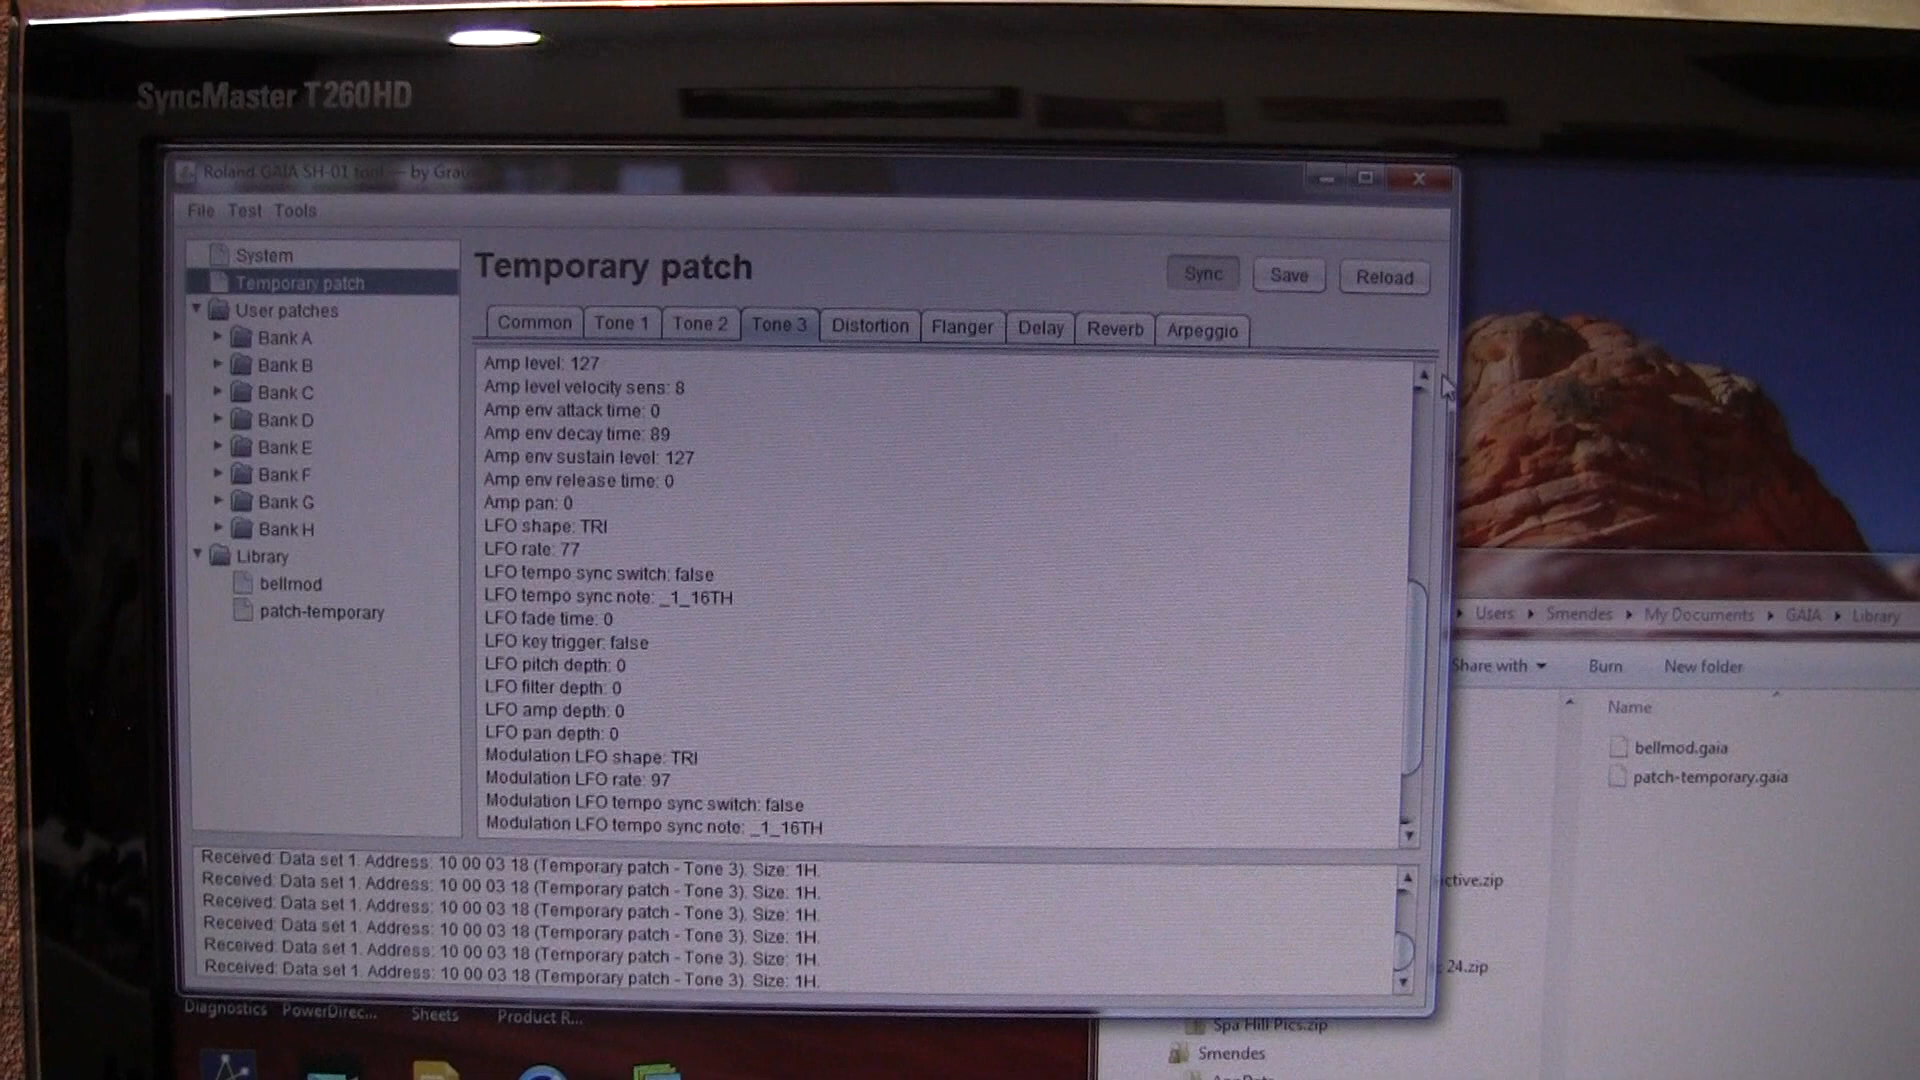 SyncMaster T260HD
Roland GAIA SH-01 tool — by Grau
File Test Tools
System
Temporary patch
User patches
Bank A
Bank B
Bank C
Bank D
Bank E
Bank F
Bank G
Bank H
Library
bellmod
patch-temporary
Temporary patch
Sync Save Reload
Common Tone 1 Tone 2 Tone 3 Distortion Flanger Delay Reverb Arpeggio
Amp level: 127
Amp level velocity sens: 8
Amp env attack time: 0
Amp env decay time: 89
Amp env sustain level: 127
Amp env release time: 0
Amp pan: 0
LFO shape: TRI
LFO rate: 77
LFO tempo sync switch: false
LFO tempo sync note: _1_16TH
LFO fade time: 0
LFO key trigger: false
LFO pitch depth: 0
LFO filter depth: 0
LFO amp depth: 0
LFO pan depth: 0
Modulation LFO shape: TRI
Modulation LFO rate: 97
Modulation LFO tempo sync switch: false
Modulation LFO tempo sync note: _1_16TH
Received: Data set 1. Address: 10 00 03 18 (Temporary patch - Tone 3). Size: 1H.
Received: Data set 1. Address: 10 00 03 18 (Temporary patch - Tone 3). Size: 1H.
Received: Data set 1. Address: 10 00 03 18 (Temporary patch - Tone 3). Size: 1H.
Received: Data set 1. Address: 10 00 03 18 (Temporary patch - Tone 3). Size: 1H.
Received: Data set 1. Address: 10 00 03 18 (Temporary patch - Tone 3). Size: 1H.
Received: Data set 1. Address: 10 00 03 18 (Temporary patch - Tone 3). Size: 1H.
Users Smendes My Documents GAIA Library
Share with Burn New folder
Name
bellmod.gaia
patch-temporary.gaia
ctive.zip
24.zip
Spa Hill Pics.zip
Smendes
Diagnostics PowerDirec... Sheets Product R...